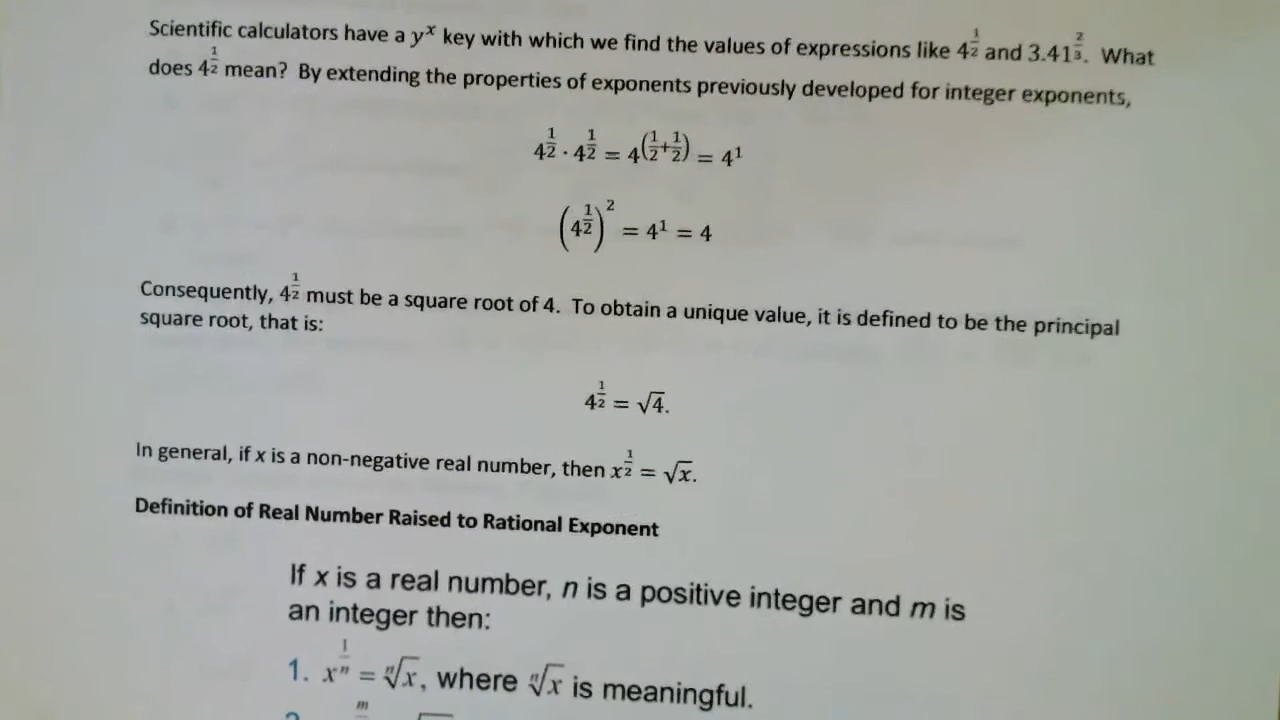 Scientific calculators have a y^x key with which we find the values of expressions like 4^{1/2} and 3.41^{2/3}. What
does 4^{1/2} mean? By extending the properties of exponents previously developed for integer exponents,
4^{1/2} · 4^{1/2} = 4^{(1/2+1/2)} = 4^1
(4^{1/2})^2 = 4^1 = 4
Consequently, 4^{1/2} must be a square root of 4. To obtain a unique value, it is defined to be the principal
square root, that is:
4^{1/2} = √4.
In general, if x is a non-negative real number, then x^{1/2} = √x.
Definition of Real Number Raised to Rational Exponent
If x is a real number, n is a positive integer and m is
an integer then:
1. x^{1/n} = ⁿ√x, where ⁿ√x is meaningful.